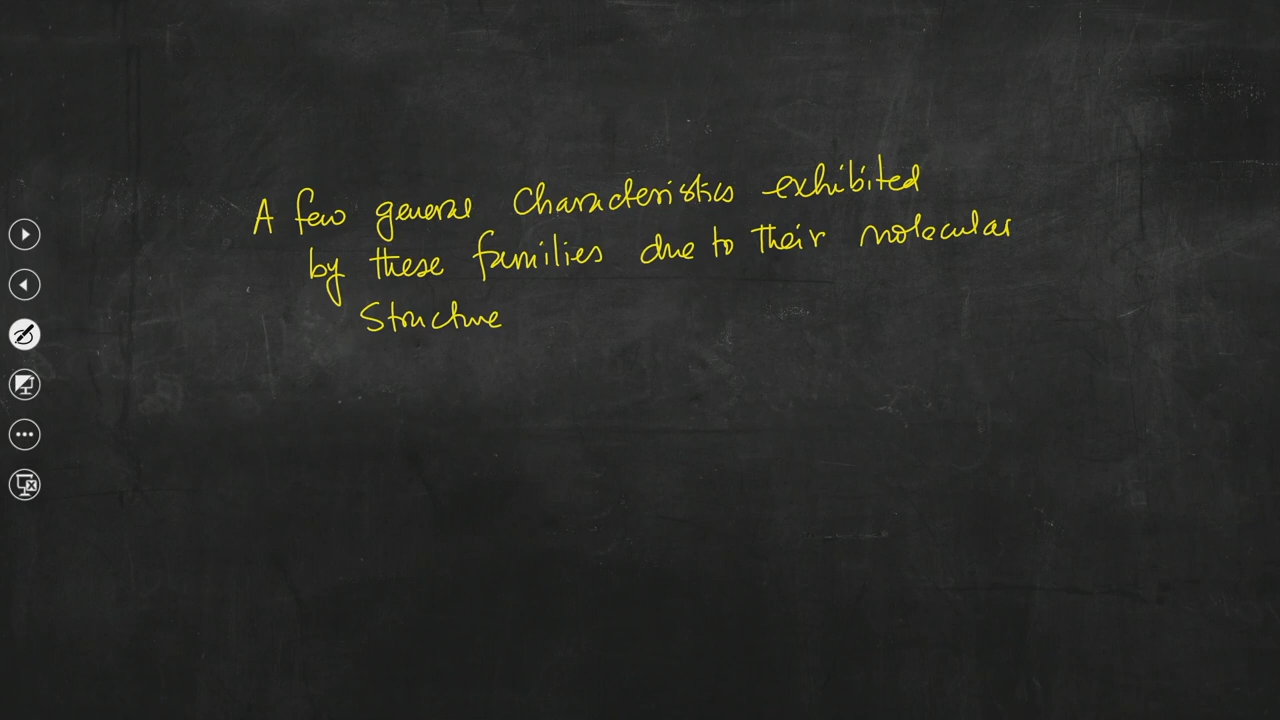 A few general characteristics exhibited
by these families due to their molecular
structure